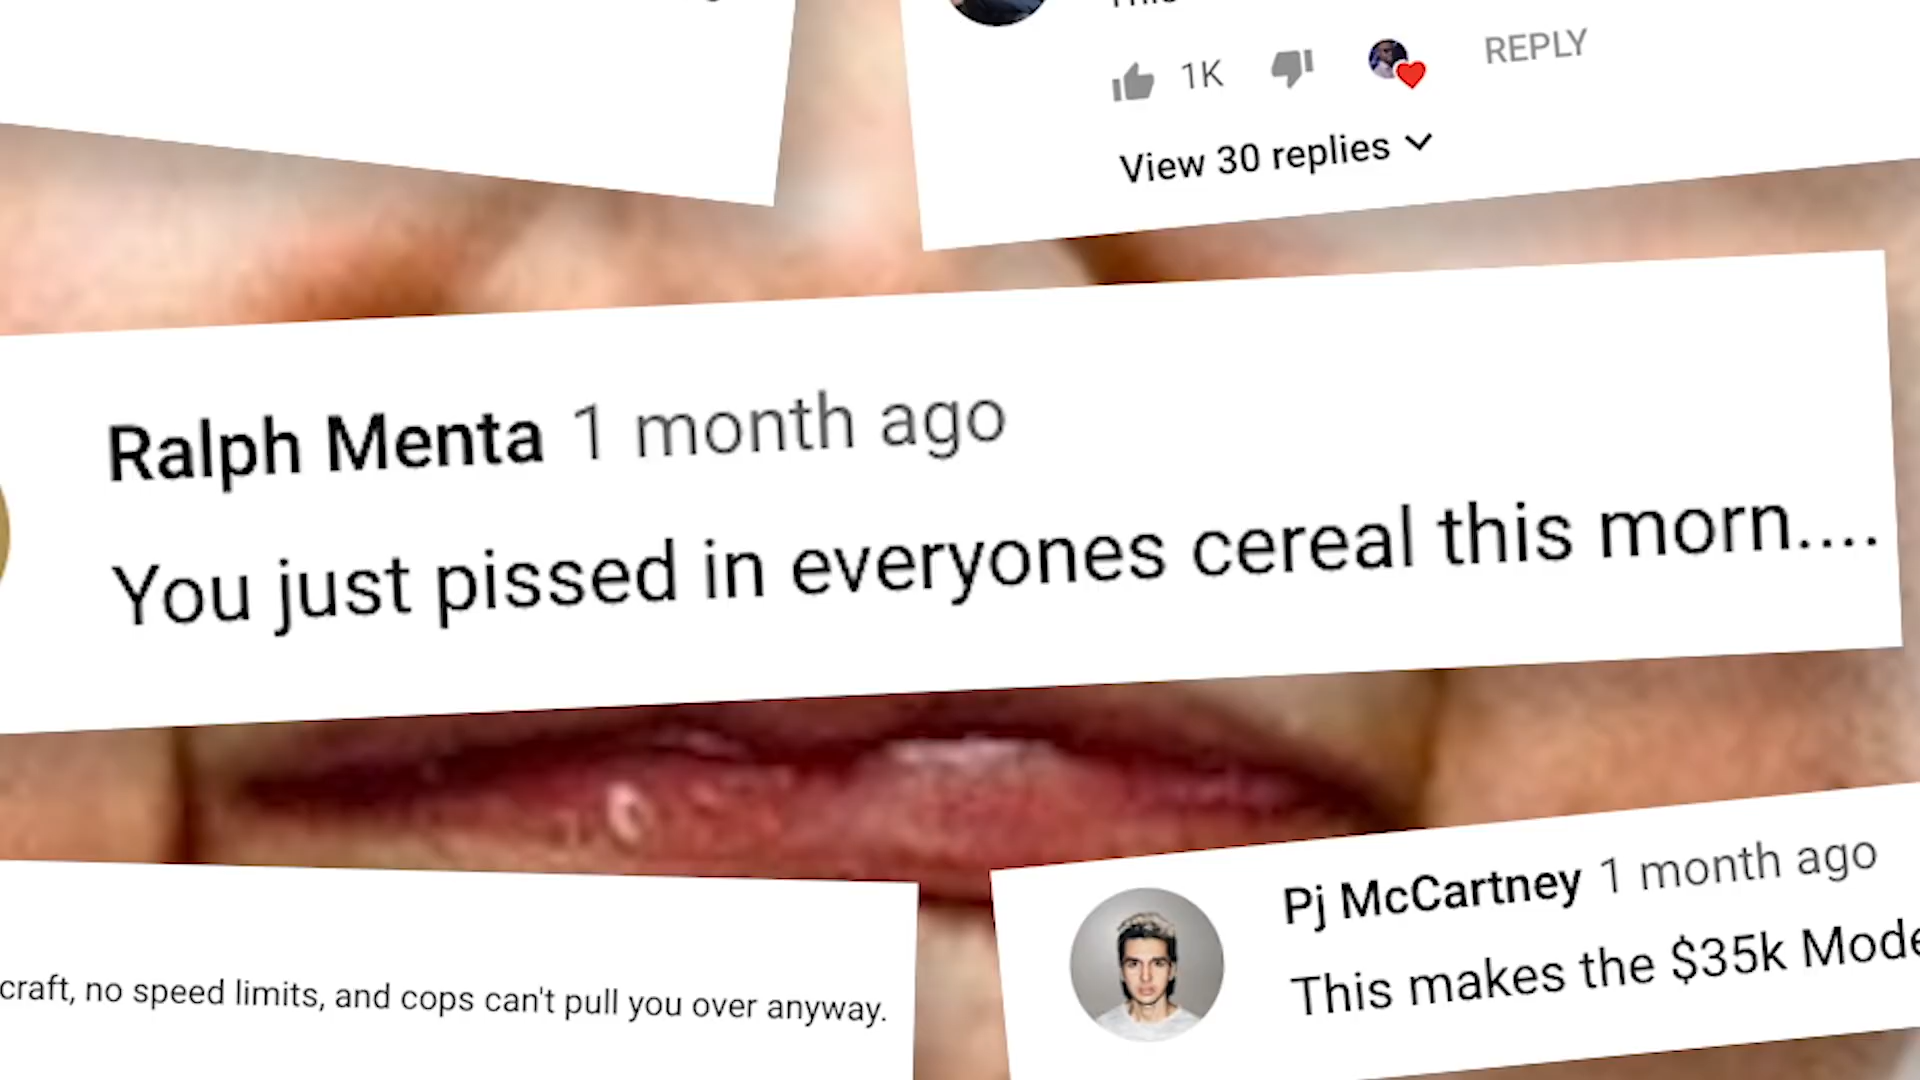 1K REPLY
View 30 replies
Ralph Menta 1 month ago
You just pissed in everyones cereal this morn....
Pj McCartney 1 month ago
This makes the $35k
craft, no speed limits, and cops can't pull you over anyway.